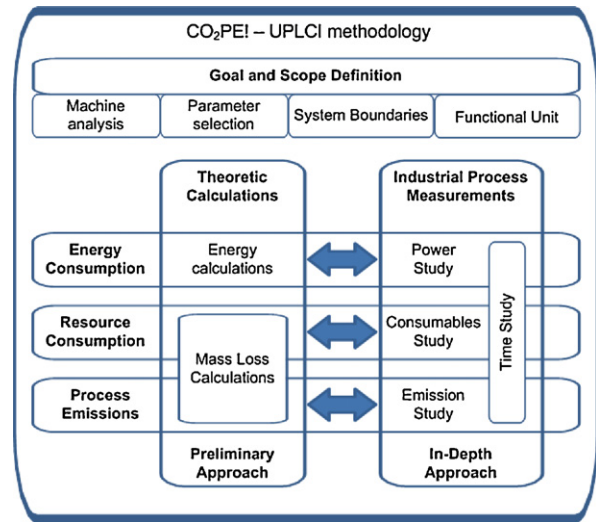 CO₂PE! – UPLCI methodology
Goal and Scope Definition
Machine
analysis
Parameter
selection
System Boundaries
Functional Unit
Theoretic
Calculations
Industrial Process
Measurements
Energy
Consumption
Energy
calculations
Power
Study
Resource
Consumption
Mass Loss
Calculations
Consumables
Study
Time Study
Process
Emissions
Emission
Study
Preliminary
Approach
In-Depth
Approach